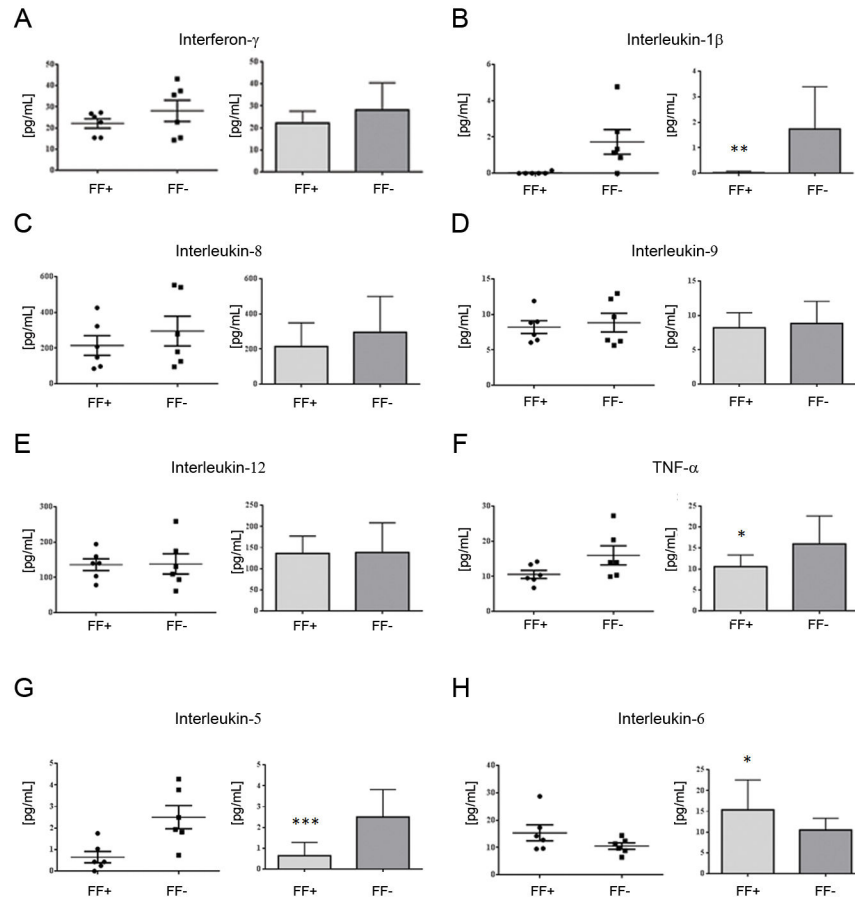 A
Interferon-γ
[pg/mL]
50
40
30
20
10
0
FF+ FF-
[pg/mL]
50
40
30
20
10
0
FF+ FF-
B
Interleukin-1β
[pg/mL]
6
4
2
0
FF+ FF-
[pg/mL]
4
3
2
1
0
**
FF+ FF-
C
Interleukin-8
[pg/mL]
600
400
200
0
FF+ FF-
[pg/mL]
600
400
200
0
FF+ FF-
D
Interleukin-9
[pg/mL]
15
10
5
0
FF+ FF-
[pg/mL]
15
10
5
0
FF+ FF-
E
Interleukin-12
[pg/mL]
300
200
100
0
FF+ FF-
[pg/mL]
250
200
150
100
50
0
FF+ FF-
F
TNF-α
[pg/mL]
30
20
10
0
FF+ FF-
[pg/mL]
25
20
15
10
5
0
*
FF+ FF-
G
Interleukin-5
[pg/mL]
5
4
3
2
1
0
FF+ FF-
[pg/mL]
5
4
3
2
1
0
***
FF+ FF-
H
Interleukin-6
[pg/mL]
40
30
20
10
0
FF+ FF-
[pg/mL]
25
20
15
10
5
0
*
FF+ FF-